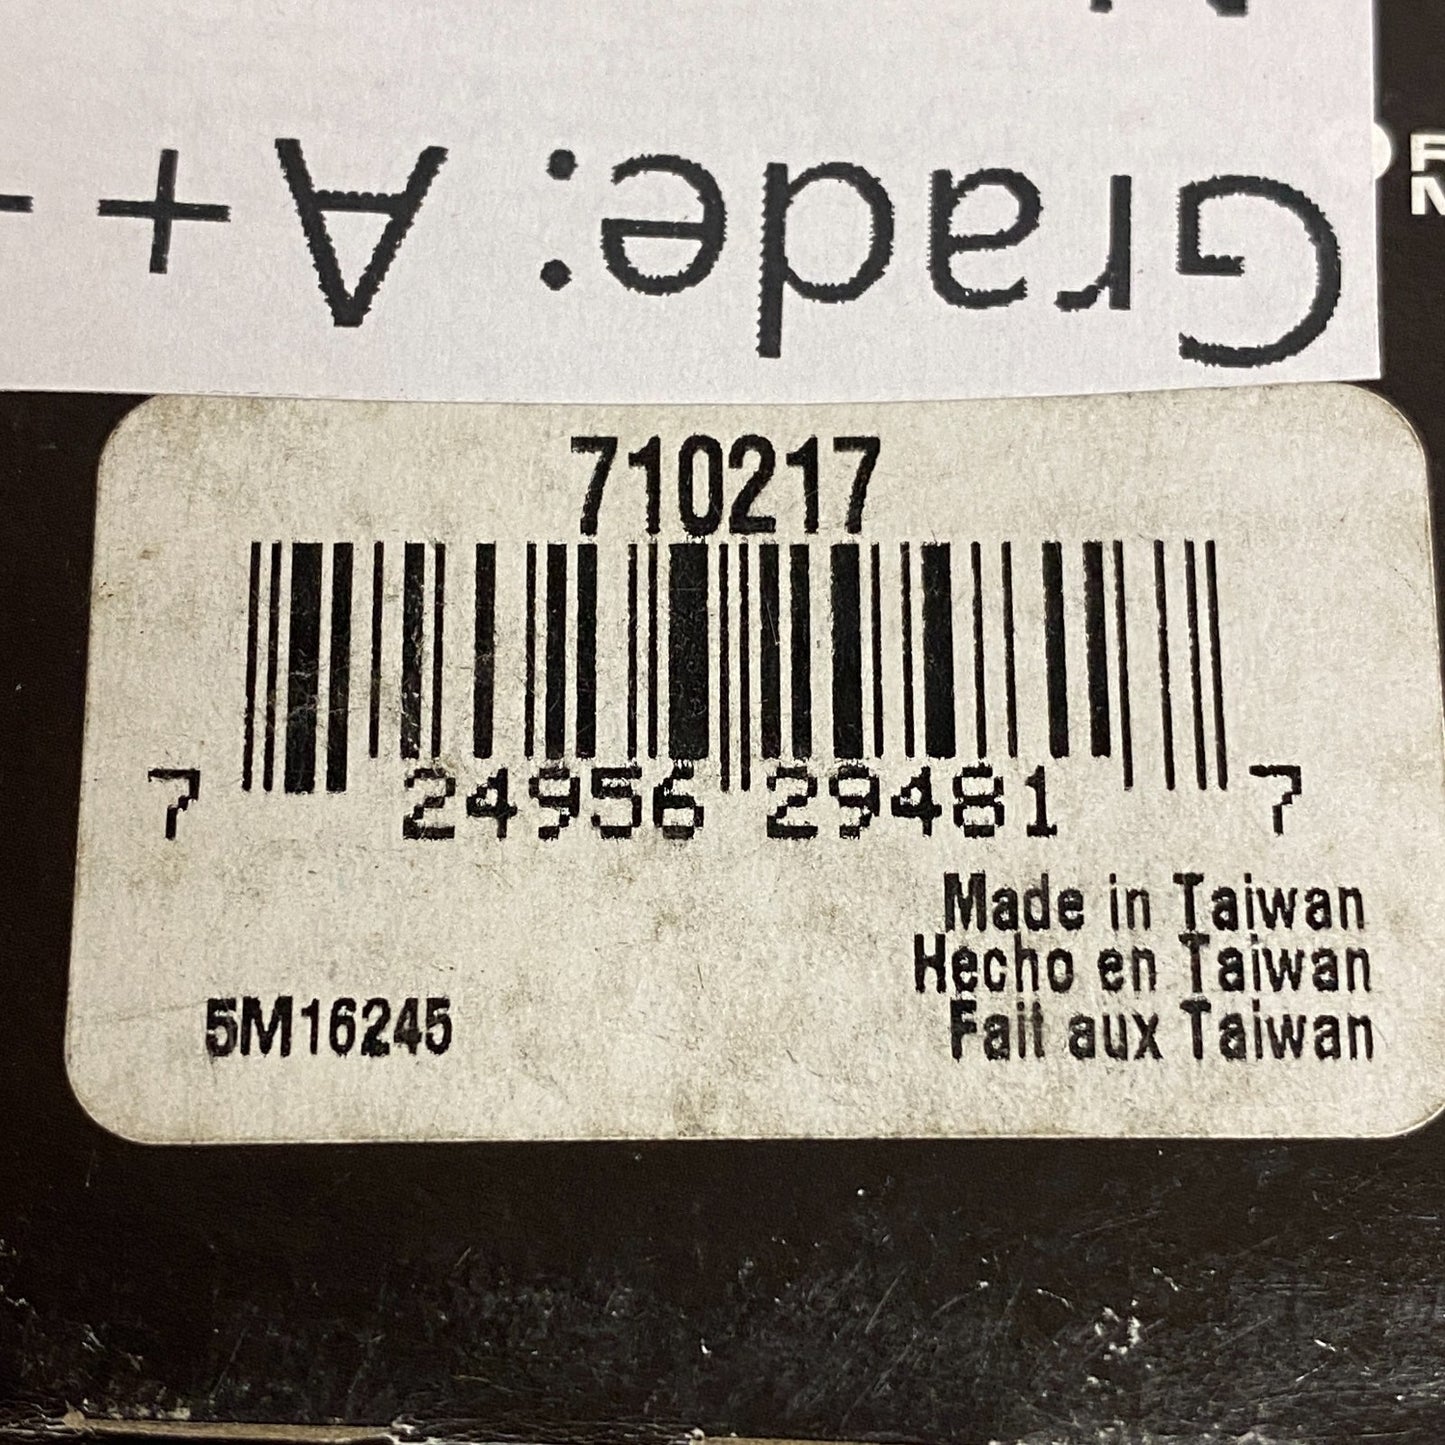 Grade: A +
710217
7 24956 29481 7
Made in Taiwan
Hecho en Taiwan
Fait aux Taiwan
5M16245